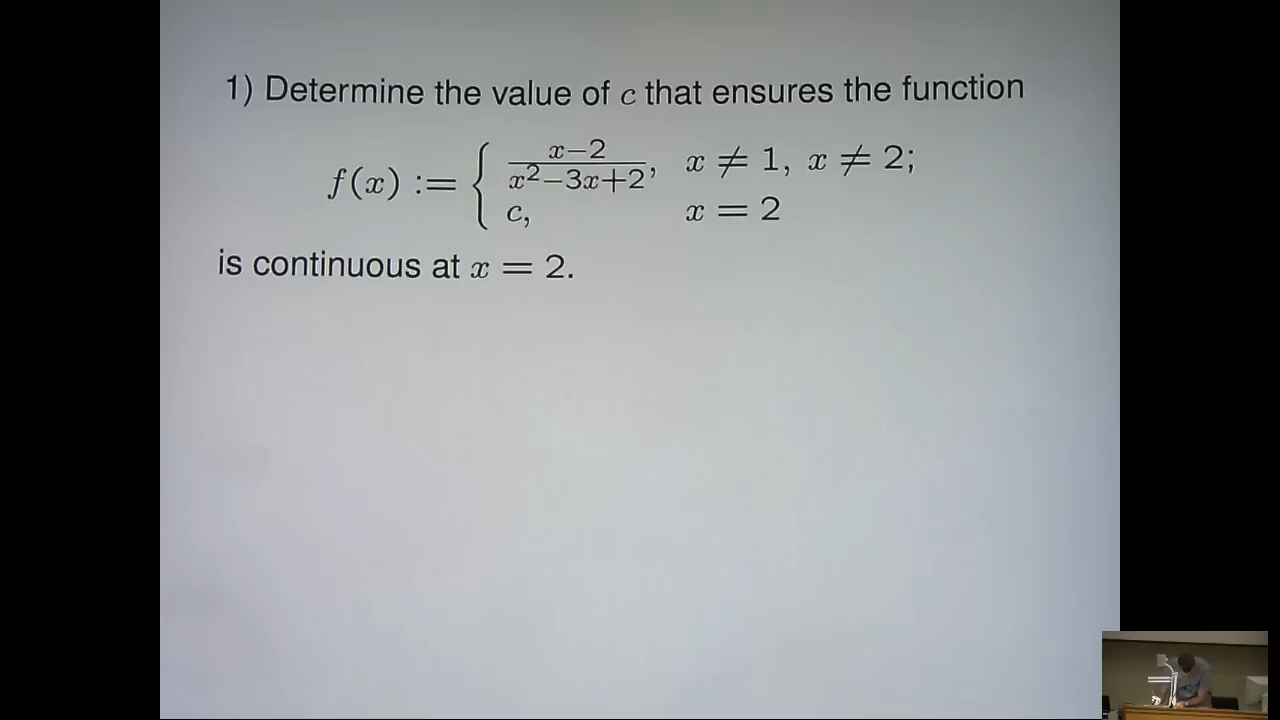 1) Determine the value of c that ensures the function
f(x) := { x−2 / x²−3x+2, x ≠ 1, x ≠ 2;
c, x = 2
is continuous at x = 2.